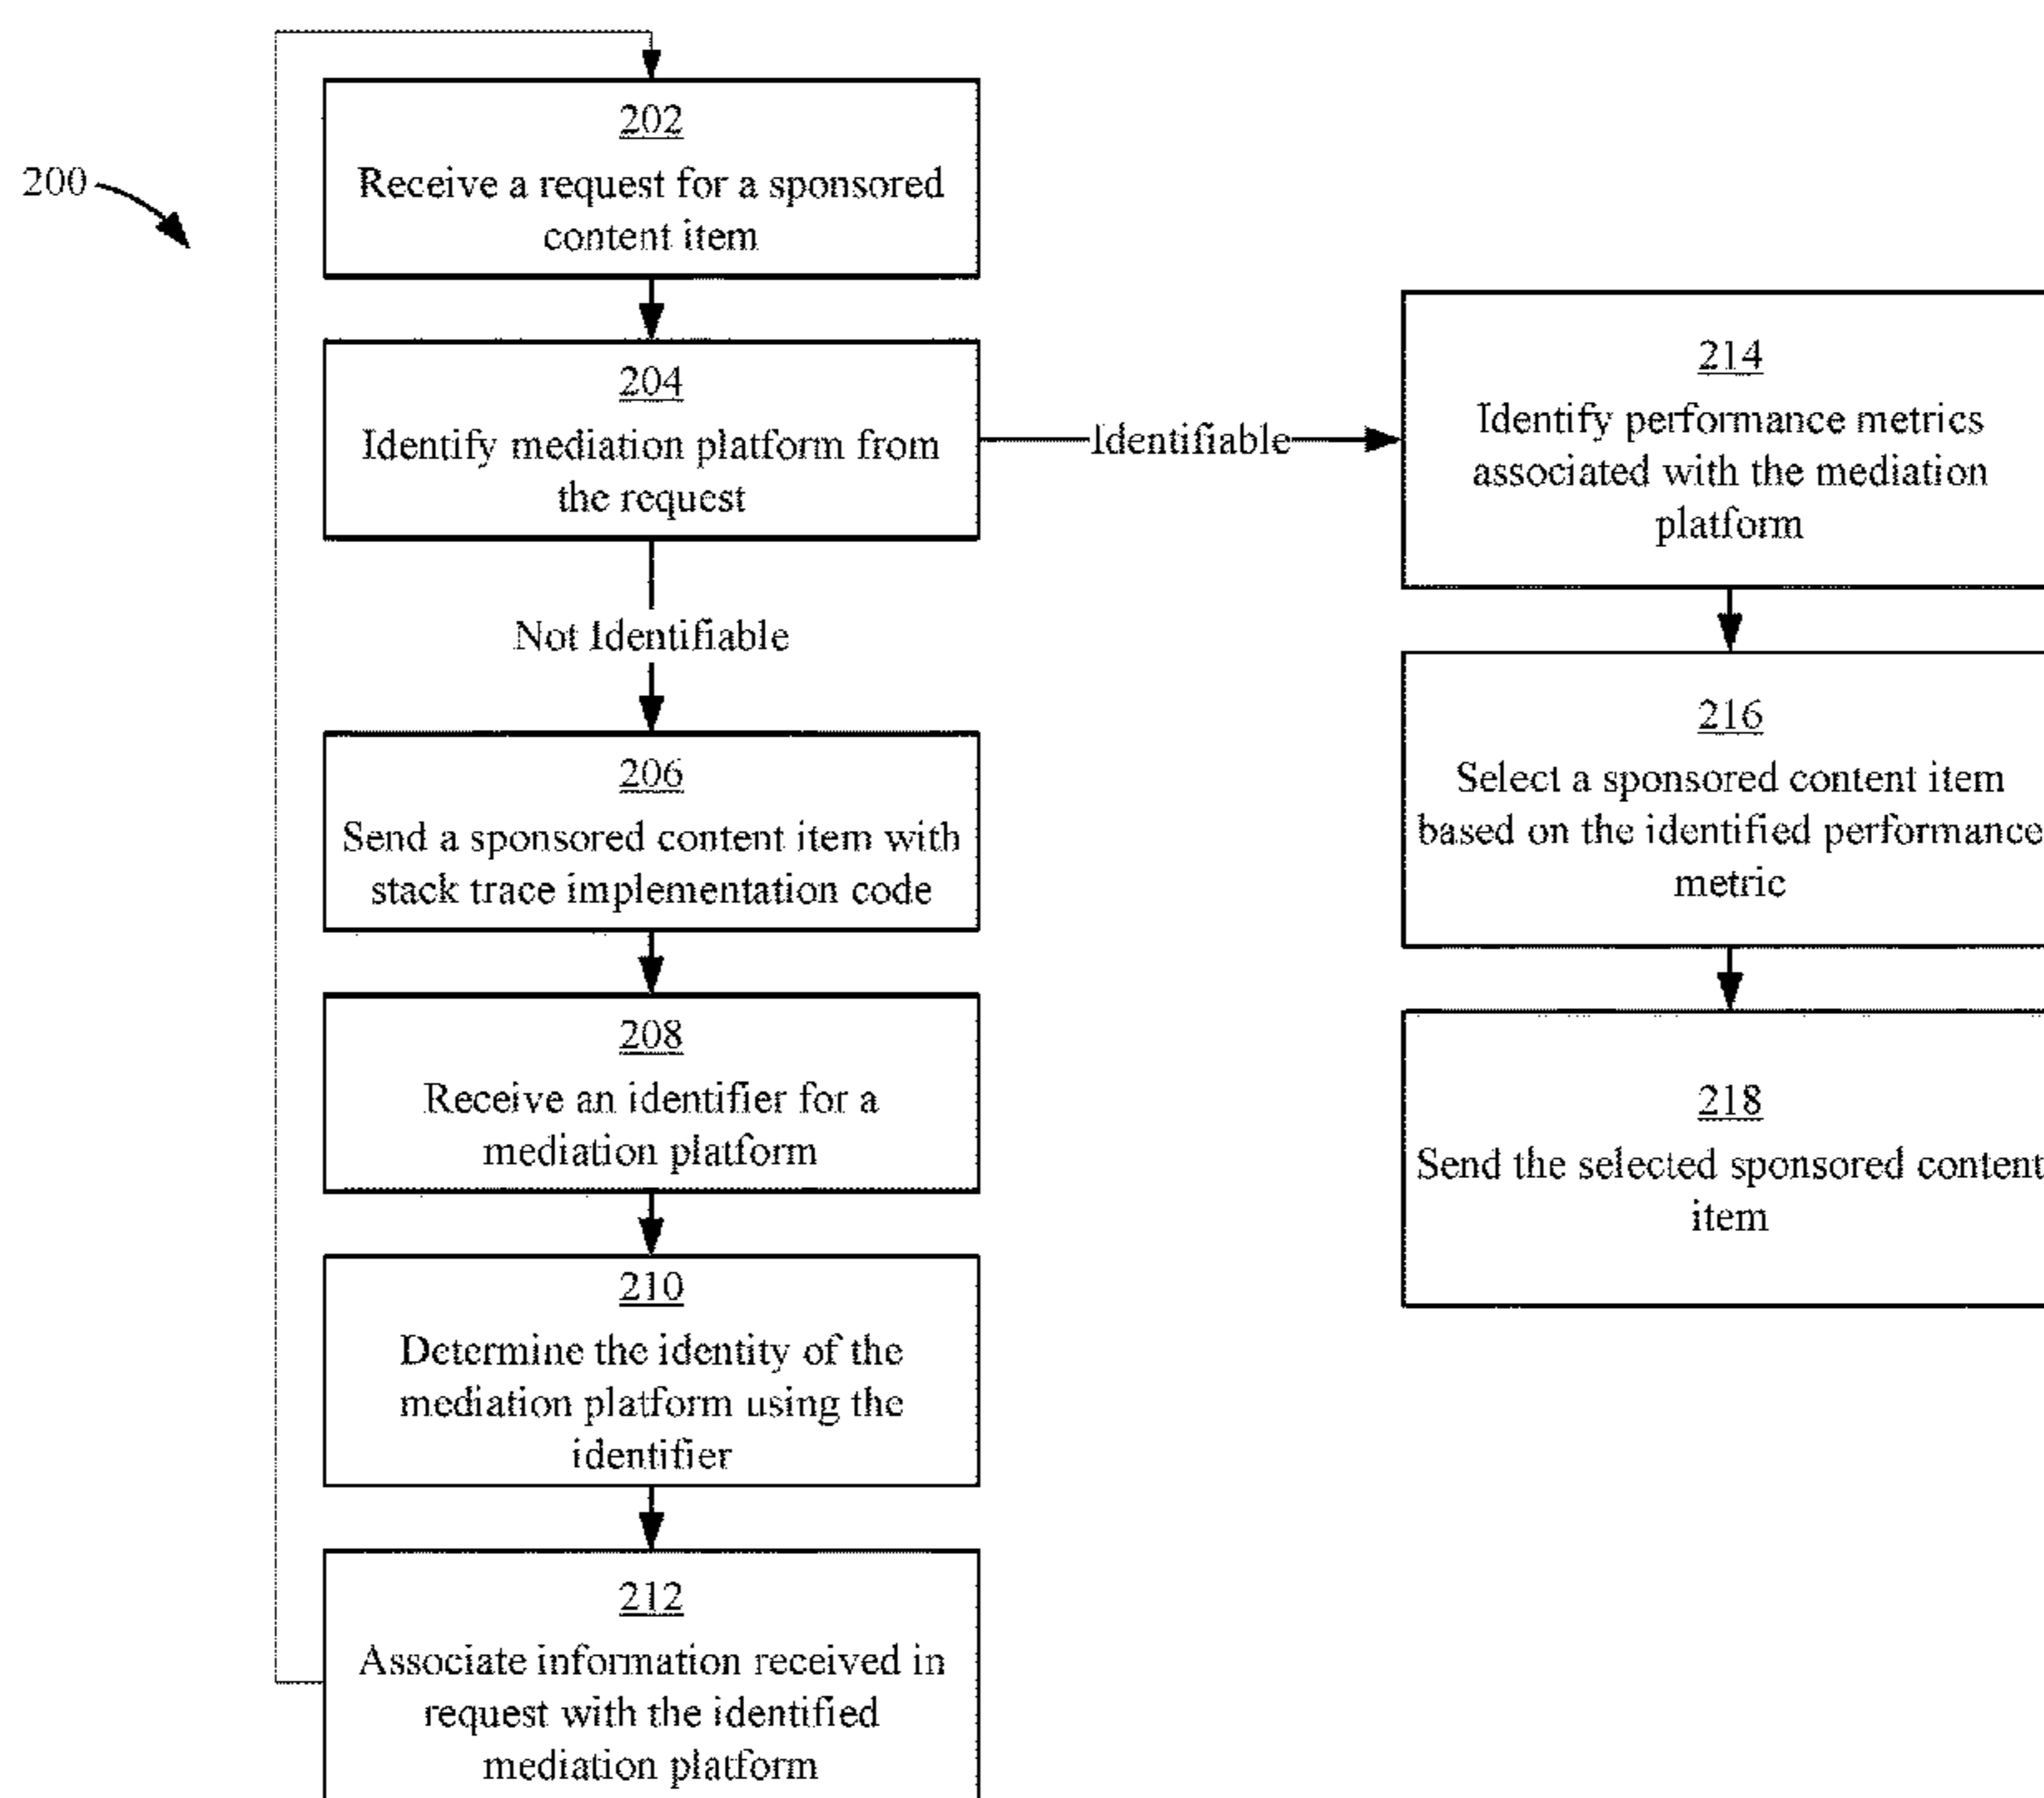 200
202
Receive a request for a sponsored
content item
204
Identify mediation platform from
the request
Identifiable
Not Identifiable
206
Send a sponsored content item with
stack trace implementation code
208
Receive an identifier for a
mediation platform
210
Determine the identity of the
mediation platform using the
identifier
212
Associate information received in
request with the identified
mediation platform
214
Identify performance metrics
associated with the mediation
platform
216
Select a sponsored content item
based on the identified performance
metric
218
Send the selected sponsored content
item